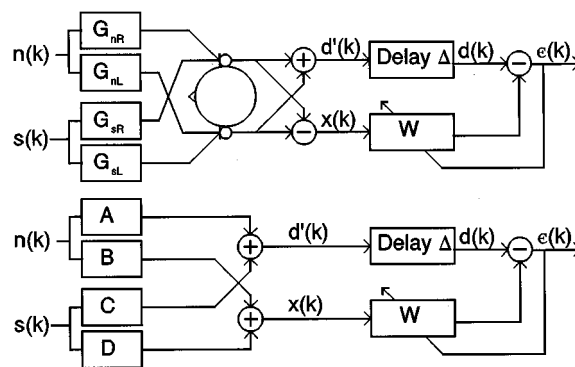 G_nR
d'(k)
Delay Δ
d(k)
ϵ(k)
n(k)
G_nL
G_sR
x(k)
W
s(k)
G_sL
A
n(k)
B
d'(k)
Delay Δ
d(k)
ϵ(k)
C
s(k)
D
x(k)
W